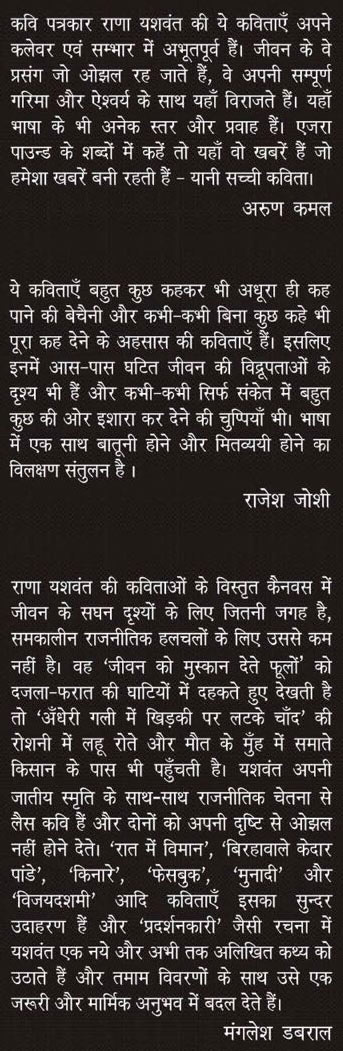 कवि पत्रकार राणा यशवंत की ये कविताएँ अपने
कलेवर एवं सम्भार में अभूतपूर्व हैं। जीवन के वे
प्रसंग जो ओझल रह जाते हैं, वे अपनी सम्पूर्ण
गरिमा और ऐश्वर्य के साथ यहाँ विराजते हैं। यहाँ
भाषा के भी अनेक स्तर और प्रवाह हैं। एजरा
पाउन्ड के शब्दों में कहें तो यहाँ वो खबरें हैं जो
हमेशा खबरें बनी रहती हैं – यानी सच्ची कविता।
अरुण कमल
ये कविताएँ बहुत कुछ कहकर भी अधूरा ही कह
पाने की बेचैनी और कभी-कभी बिना कुछ कहे भी
पूरा कह देने के अहसास की कविताएँ हैं। इसलिए
इनमें आस-पास घटित जीवन की विद्रूपताओं के
दृश्य भी हैं और कभी-कभी सिर्फ संकेत में बहुत
कुछ की ओर इशारा कर देने की चुप्पियाँ भी। भाषा
में एक साथ बातूनी होने और मितव्ययी होने का
विलक्षण संतुलन है ।
राजेश जोशी
राणा यशवंत की कविताओं के विस्तृत कैनवस में
जीवन के सघन दृश्यों के लिए जितनी जगह है,
समकालीन राजनीतिक हलचलों के लिए उससे कम
नहीं है। वह ‘जीवन को मुस्कान देते फूलों’ को
दजला-फरात की घाटियों में दहकते हुए देखती है
तो ‘अँधेरी गली में खिड़की पर लटके चाँद’ की
रोशनी में लहू रोते और मौत के मुँह में समाते
किसान के पास भी पहुँचती है। यशवंत अपनी
जातीय स्मृति के साथ-साथ राजनीतिक चेतना से
लैस कवि हैं और दोनों को अपनी दृष्टि से ओझल
नहीं होने देते। ‘रात में विमान’, ‘बिरहावाले केदार
पांडे’, ‘किनारे’, ‘फेसबुक’, ‘मुनादी’ और
‘विजयदशमी’ आदि कविताएँ इसका सुन्दर
उदाहरण हैं और ‘प्रदर्शनकारी’ जैसी रचना में
यशवंत एक नये और अभी तक अलिखित कथ्य को
उठाते हैं और तमाम विवरणों के साथ उसे एक
जरूरी और मार्मिक अनुभव में बदल देते हैं।
मंगलेश डबराल